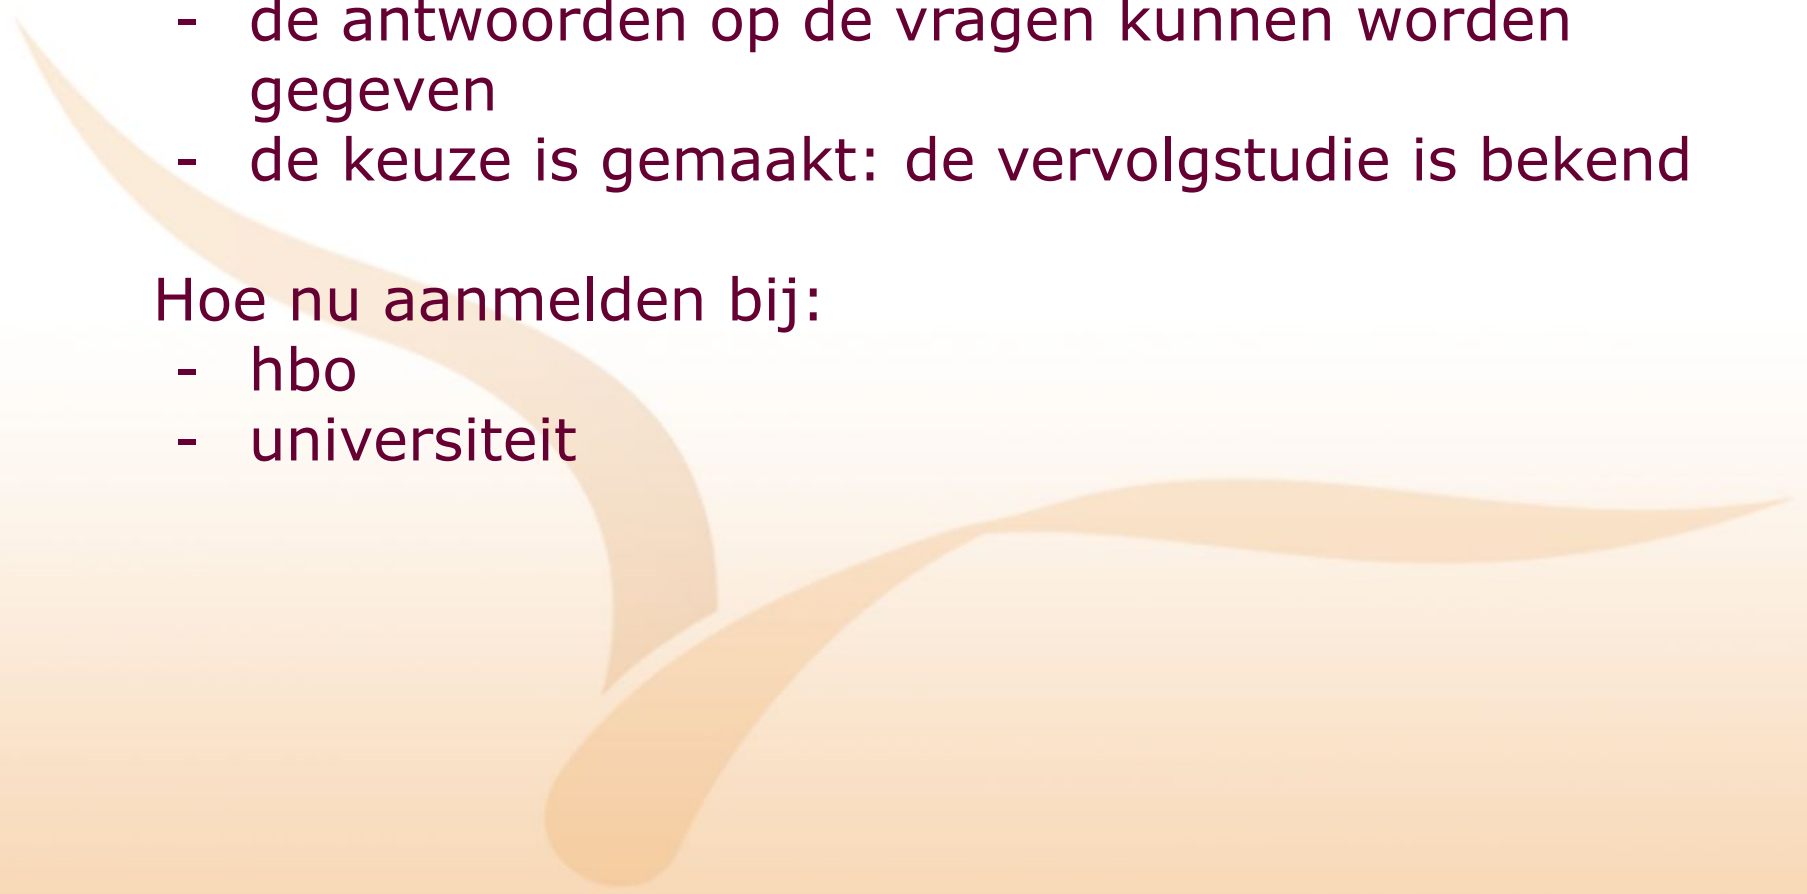 - de antwoorden op de vragen kunnen worden
gegeven
- de keuze is gemaakt: de vervolgstudie is bekend
Hoe nu aanmelden bij:
- hbo
- universiteit